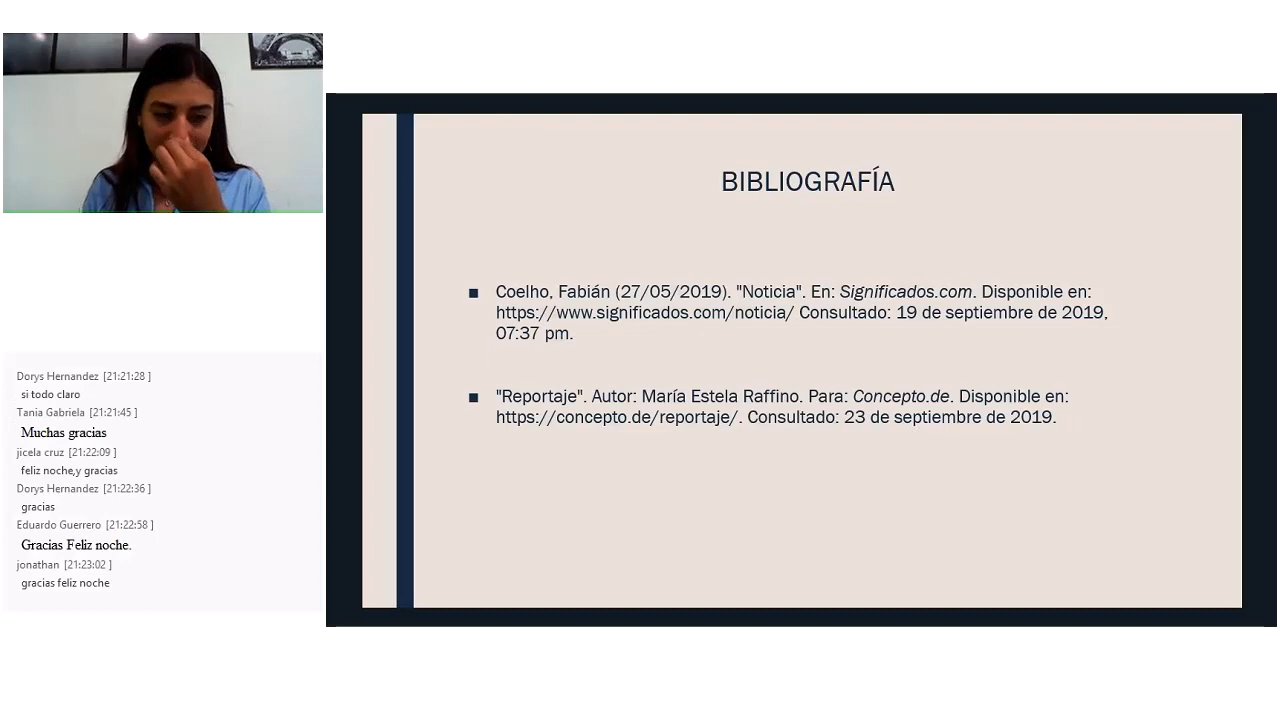 BIBLIOGRAFÍA
■ Coelho, Fabián (27/05/2019). "Noticia". En: Significados.com. Disponible en:
https://www.significados.com/noticia/ Consultado: 19 de septiembre de 2019,
07:37 pm.
■ "Reportaje". Autor: María Estela Raffino. Para: Concepto.de. Disponible en:
https://concepto.de/reportaje/. Consultado: 23 de septiembre de 2019.
Dorys Hernandez [21:21:28 ]
si todo claro
Tania Gabriela [21:21:45 ]
Muchas gracias
jicela cruz [21:22:09 ]
feliz noche,y gracias
Dorys Hernandez [21:22:36 ]
gracias
Eduardo Guerrero [21:22:58 ]
Gracias Feliz noche.
jonathan [21:23:02 ]
gracias feliz noche